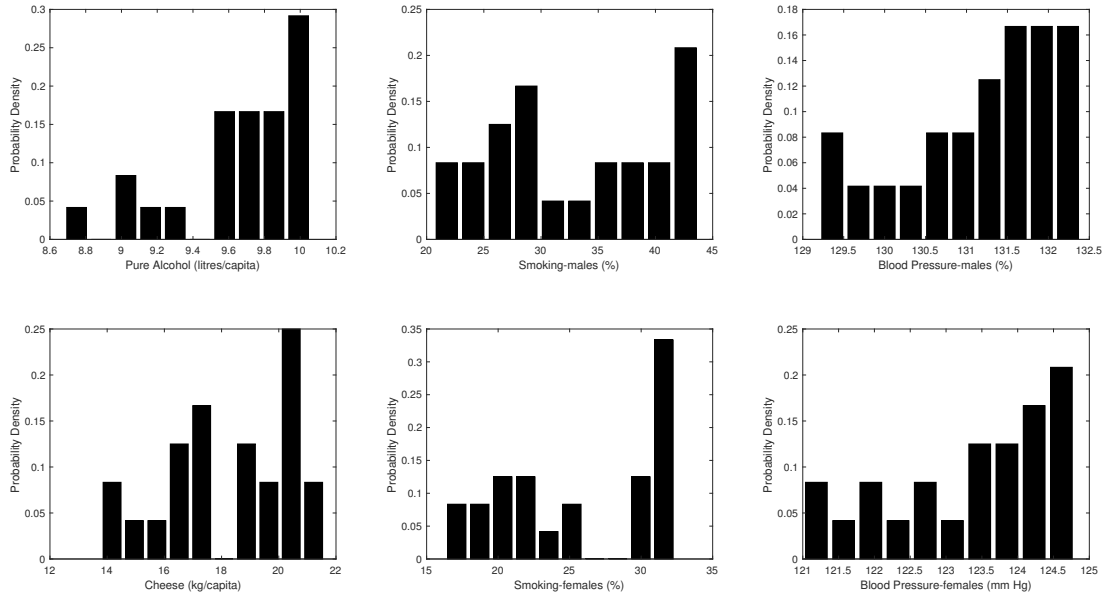 0.3
0.25
0.2
0.15
0.1
0.05
0
8.6 8.8 9 9.2 9.4 9.6 9.8 10 10.2
Probability Density
Pure Alcohol (litres/capita)
0.25
0.2
0.15
0.1
0.05
0
20 25 30 35 40 45
Probability Density
Smoking-males (%)
0.18
0.16
0.14
0.12
0.1
0.08
0.06
0.04
0.02
0
129 129.5 130 130.5 131 131.5 132 132.5
Probability Density
Blood Pressure-males (%)
0.25
0.2
0.15
0.1
0.05
0
12 14 16 18 20 22
Probability Density
Cheese (kg/capita)
0.35
0.3
0.25
0.2
0.15
0.1
0.05
0
15 20 25 30 35
Probability Density
Smoking-females (%)
0.25
0.2
0.15
0.1
0.05
0
121 121.5 122 122.5 123 123.5 124 124.5 125
Probability Density
Blood Pressure-females (mm Hg)